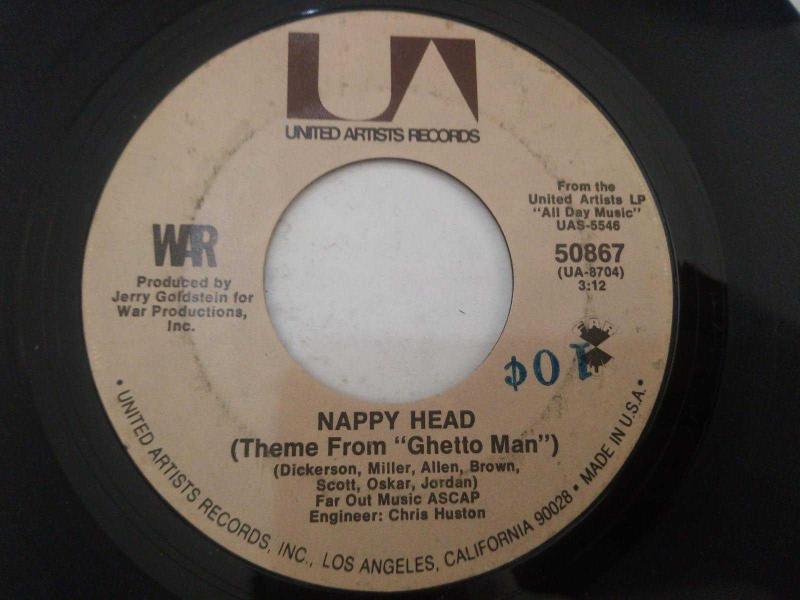 UA
UNITED ARTISTS RECORDS
From the
United Artists LP
"All Day Music"
UAS-5546
50867
(UA-8704)
3:12
WAR
Produced by
Jerry Goldstein for
War Productions,
Inc.
FAR
10¢
NAPPY HEAD
(Theme From "Ghetto Man")
(Dickerson, Miller, Allen, Brown,
Scott, Oskar, Jordan)
Far Out Music ASCAP
Engineer: Chris Huston
• UNITED ARTISTS RECORDS, INC., LOS ANGELES, CALIFORNIA 90028 • MADE IN U.S.A. •